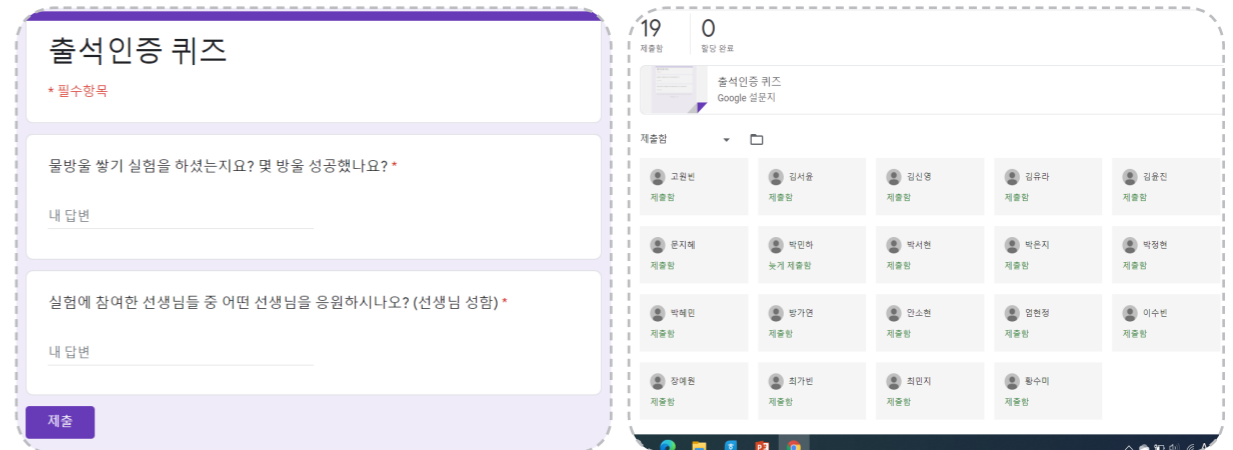 출석인증 퀴즈
* 필수항목
물방울 쌓기 실험을 하셨는지요? 몇 방울 성공했나요? *
내 답변
실험에 참여한 선생님들 중 어떤 선생님을 응원하시나오? (선생님 성함) *
내 답변
제출
19 0
제출함 할당 완료
출석인증 퀴즈
Google 설문지
제출함
고원빈 김서윤 김신영 김유라 김윤진
제출함 제출함 제출함 제출함 제출함
문지혜 박민하 박서현 박은지 박정현
제출함 늦게 제출함 제출함 제출함 제출함
박혜민 방가연 안소현 엄현정 이수빈
제출함 제출함 제출함 제출함 제출함
장예원 최가빈 최민지 황수미
제출함 제출함 제출함 제출함